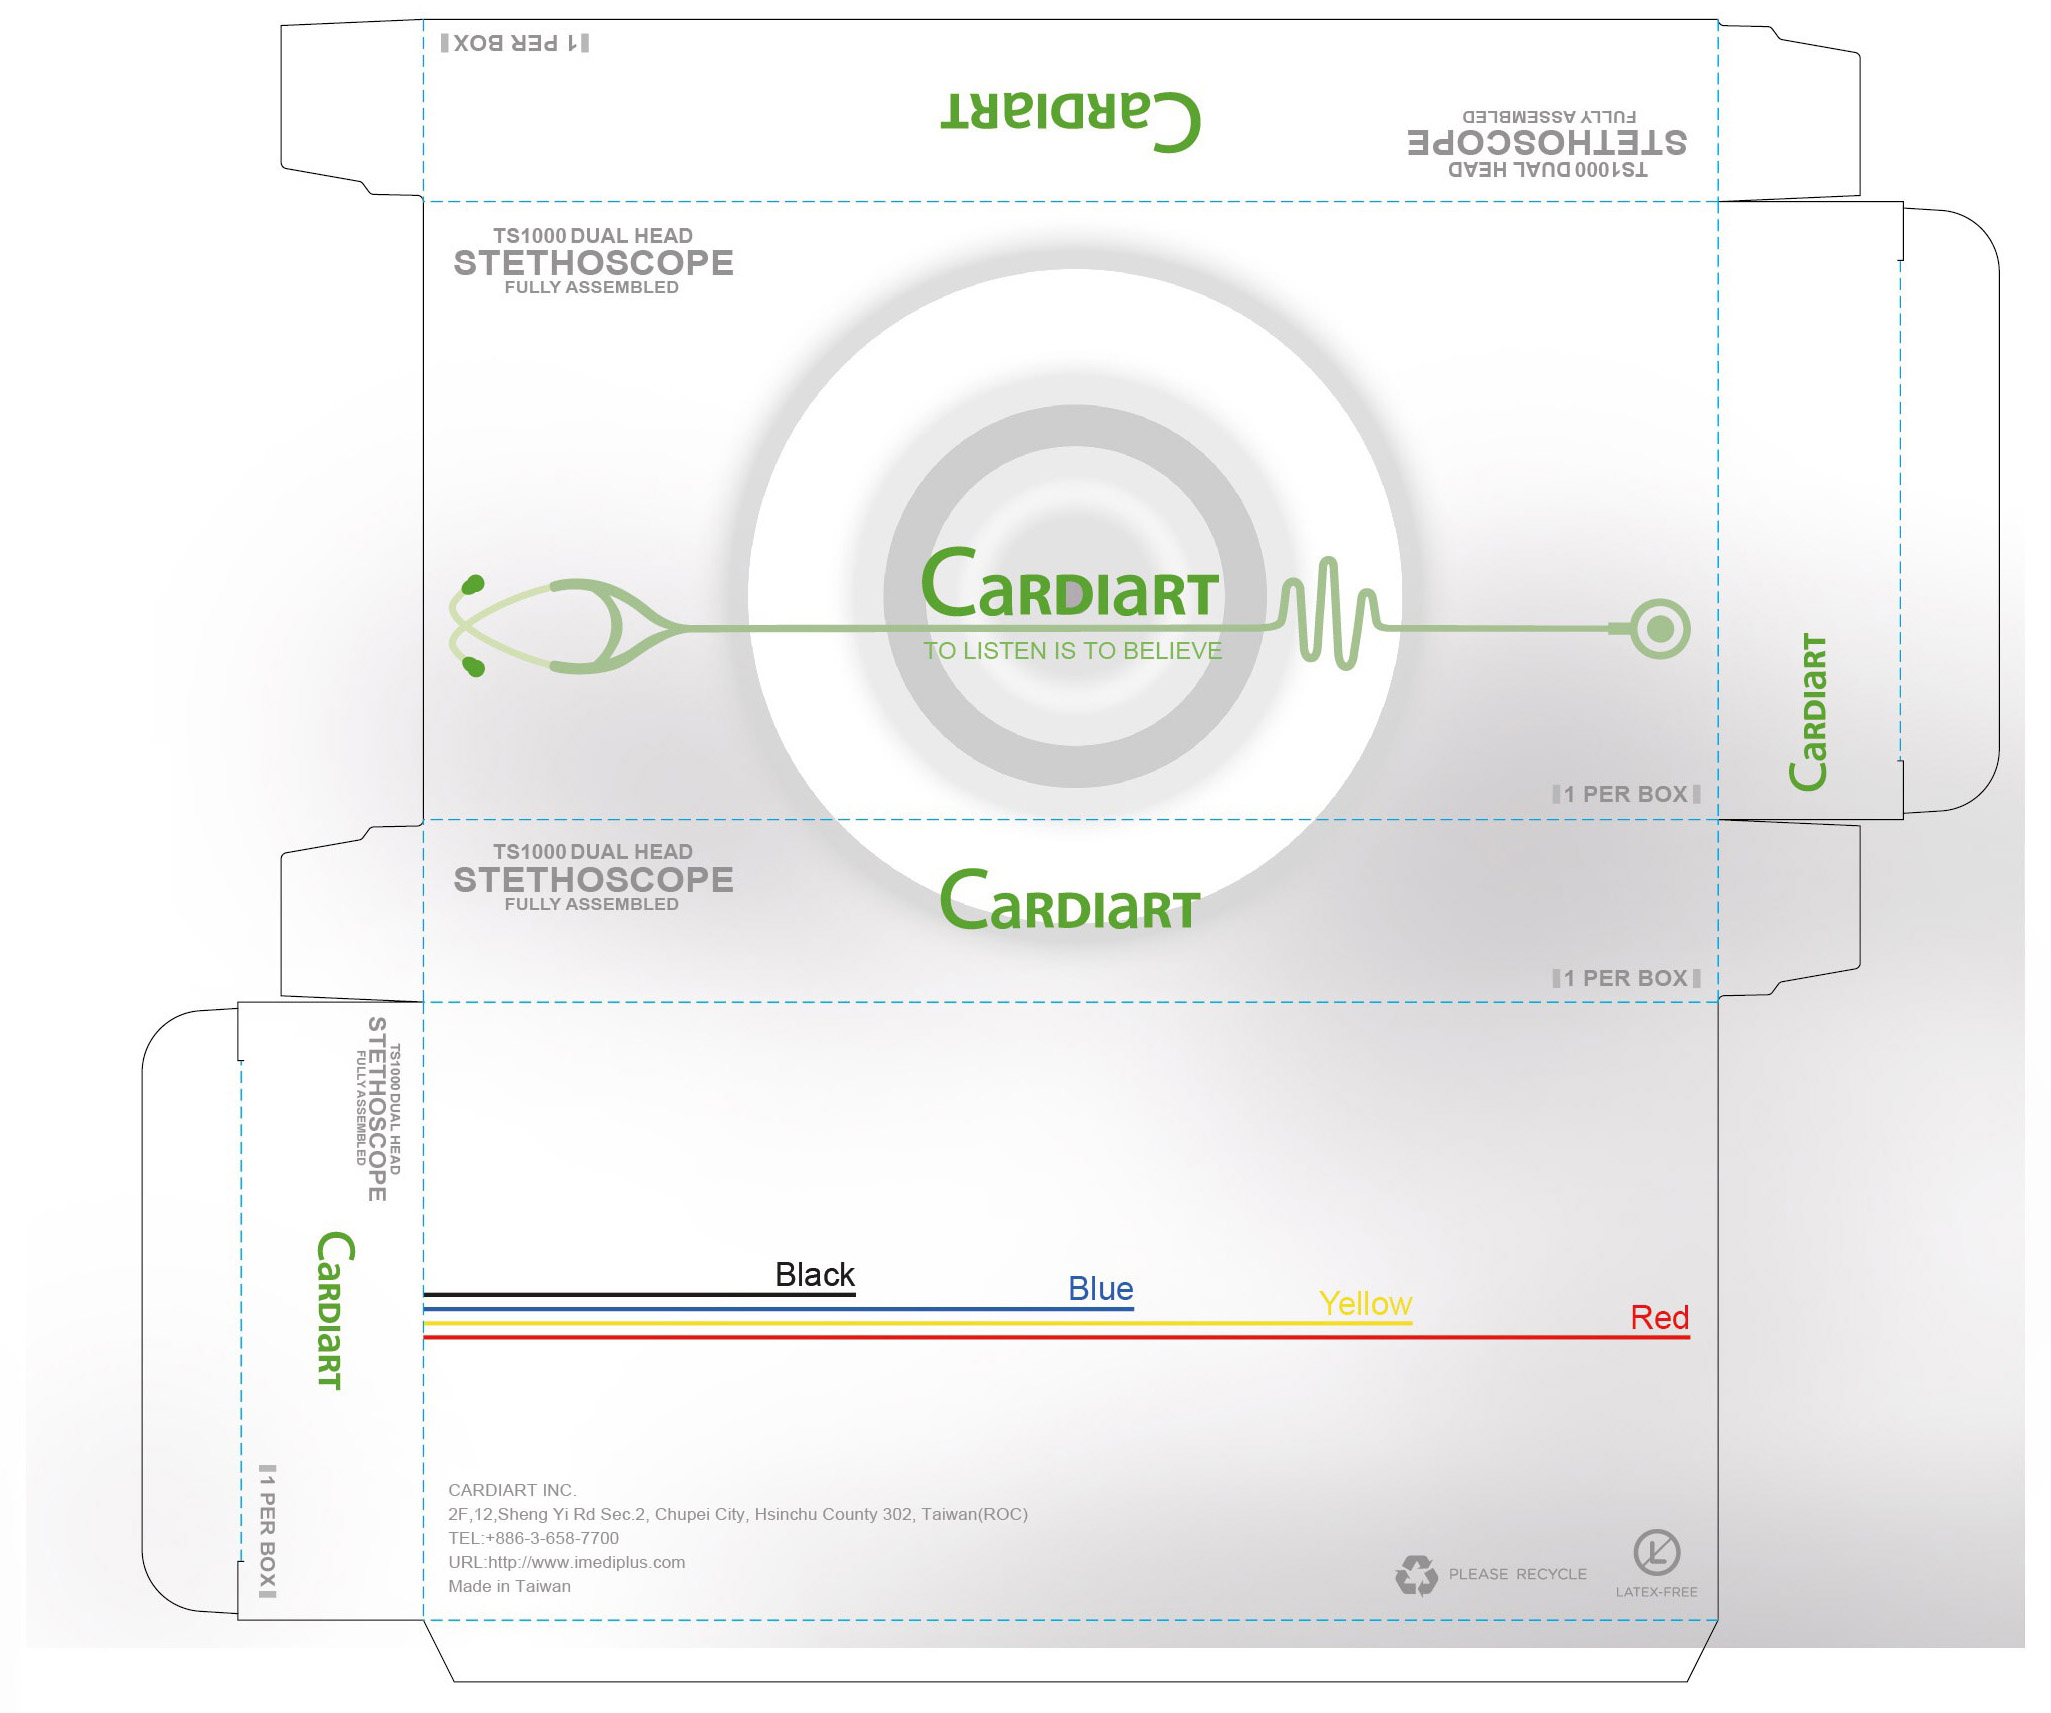 1 PER BOX
CARDIART
TS1000 DUAL HEAD
STETHOSCOPE
FULLY ASSEMBLED
TS1000 DUAL HEAD
STETHOSCOPE
FULLY ASSEMBLED
CARDIART
TO LISTEN IS TO BELIEVE
1 PER BOX
CARDIART
TS1000 DUAL HEAD
STETHOSCOPE
FULLY ASSEMBLED
CARDIART
1 PER BOX
TS1000 DUAL HEAD
STETHOSCOPE
FULLY ASSEMBLED
CARDIART
1 PER BOX
Black
Blue
Yellow
Red
CARDIART INC.
2F,12,Sheng Yi Rd Sec.2, Chupei City, Hsinchu County 302, Taiwan(ROC)
TEL:+886-3-658-7700
URL:http://www.imediplus.com
Made in Taiwan
PLEASE RECYCLE
L
LATEX-FREE